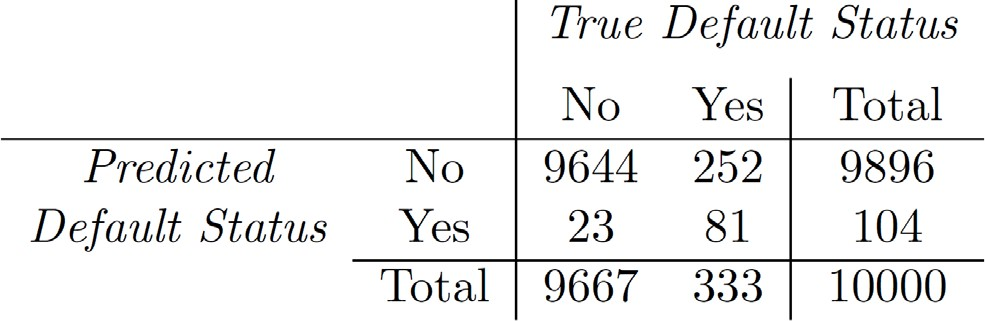 True Default Status
No Yes Total
Predicted No 9644 252 9896
Default Status Yes 23 81 104
Total 9667 333 10000